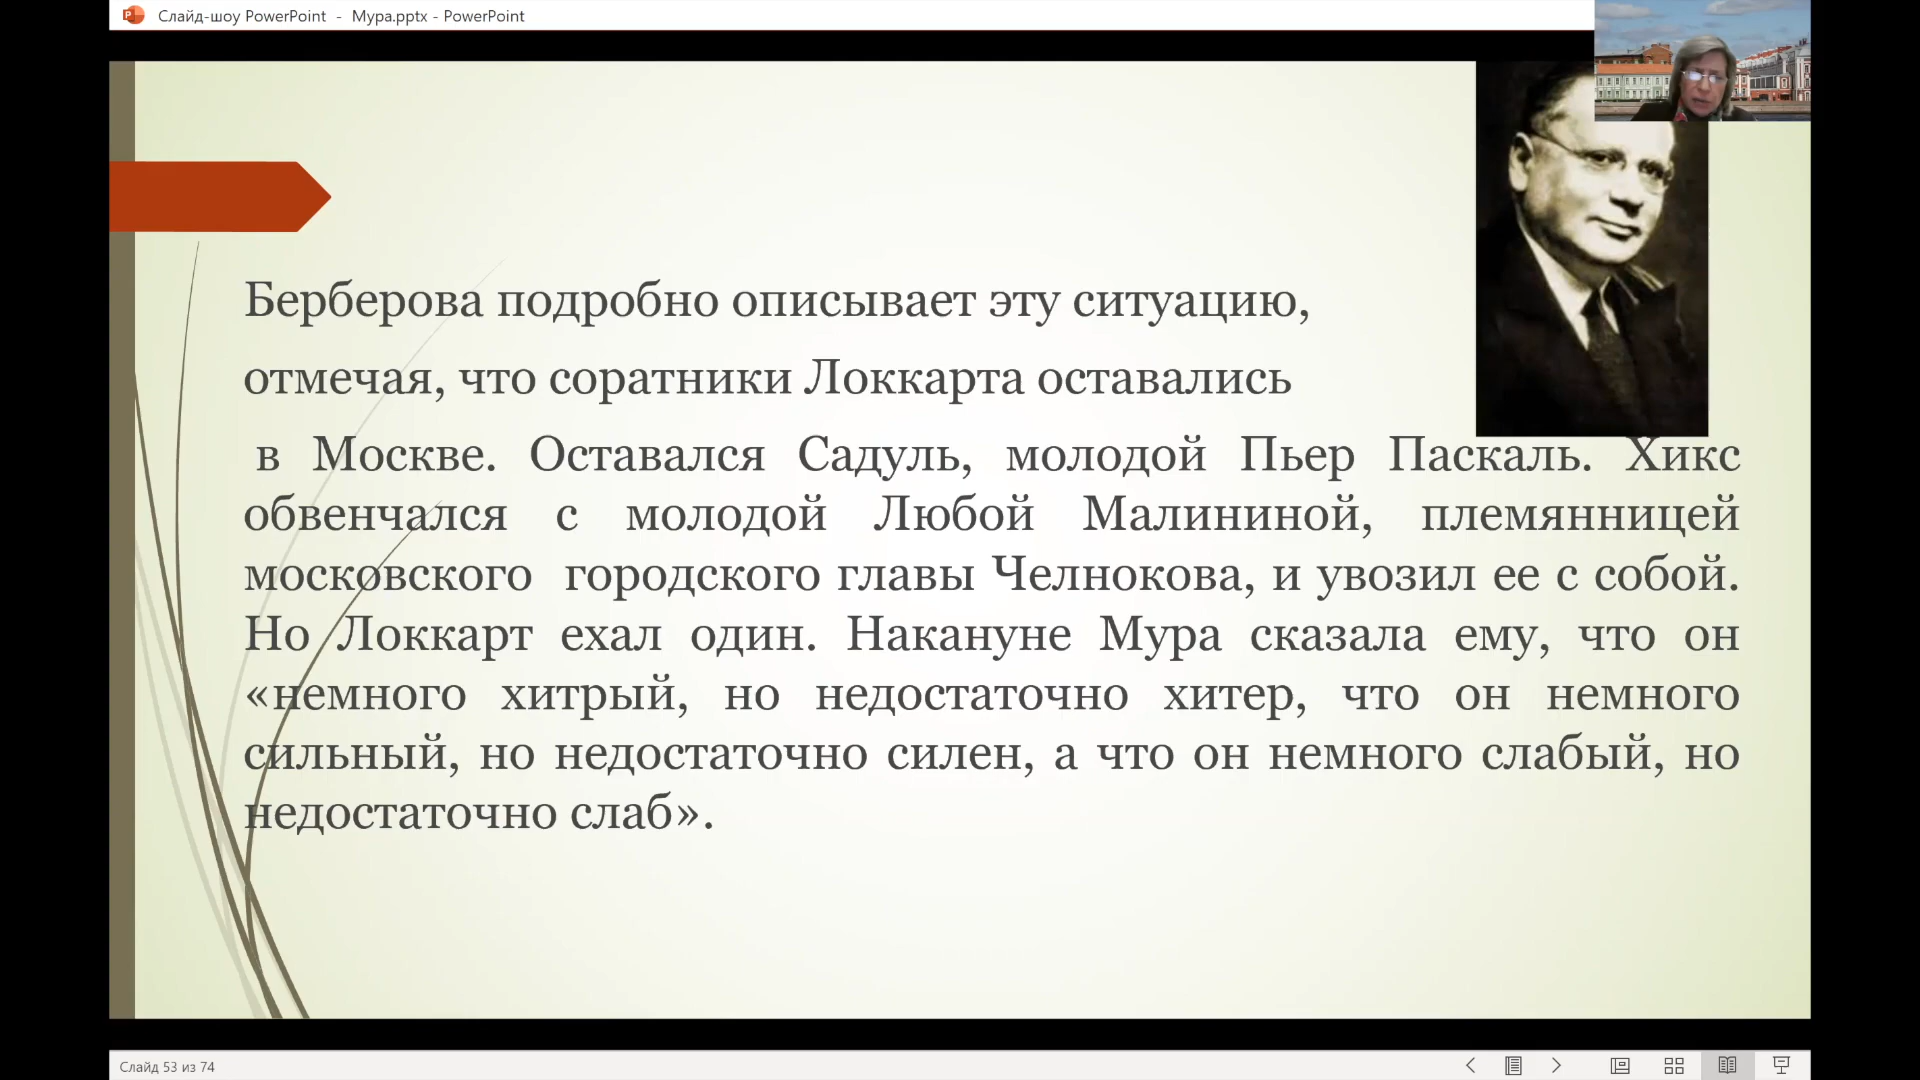 Слайд-шоу PowerPoint - Мура.pptx - PowerPoint
Берберова подробно описывает эту ситуацию,
отмечая, что соратники Локкарта оставались
в Москве. Оставался Садуль, молодой Пьер Паскаль. Хикс
обвенчался с молодой Любой Малининой, племянницей
московского городского главы Челнокова, и увозил ее с собой.
Но Локкарт ехал один. Накануне Мура сказала ему, что он
«немного хитрый, но недостаточно хитер, что он немного
сильный, но недостаточно силен, а что он немного слабый, но
недостаточно слаб».
Слайд 53 из 74